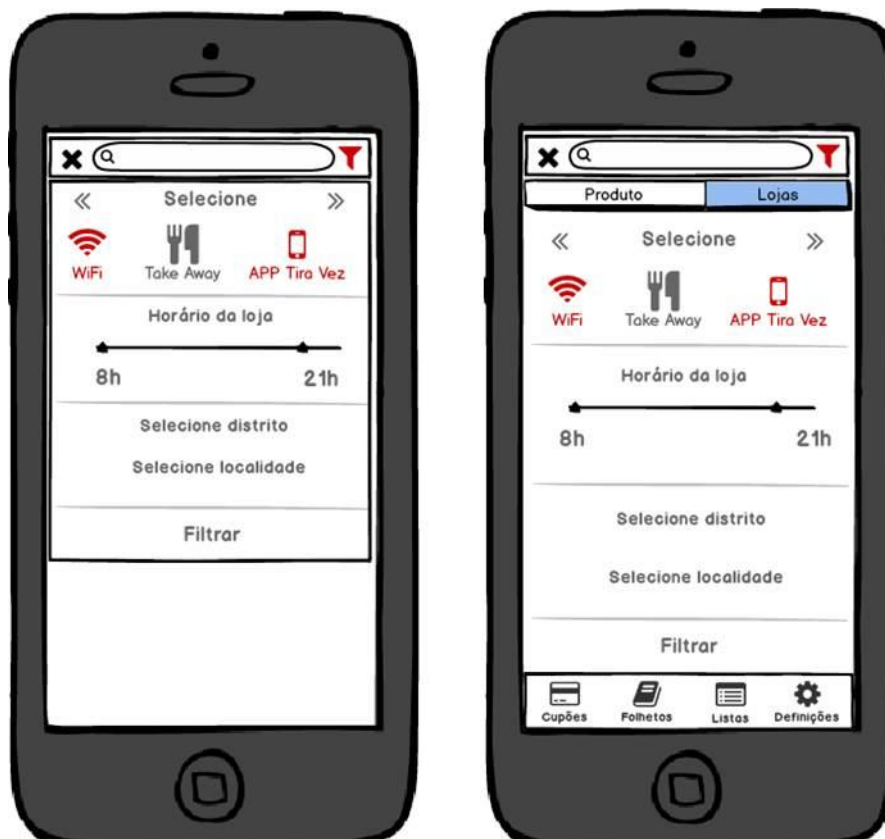 Selecione
WiFi Take Away APP Tira Vez
Horário da loja
8h 21h
Selecione distrito
Selecione localidade
Filtrar
Produto Lojas
Selecione
WiFi Take Away APP Tira Vez
Horário da loja
8h 21h
Selecione distrito
Selecione localidade
Filtrar
Cupões Folhetos Listas Definições